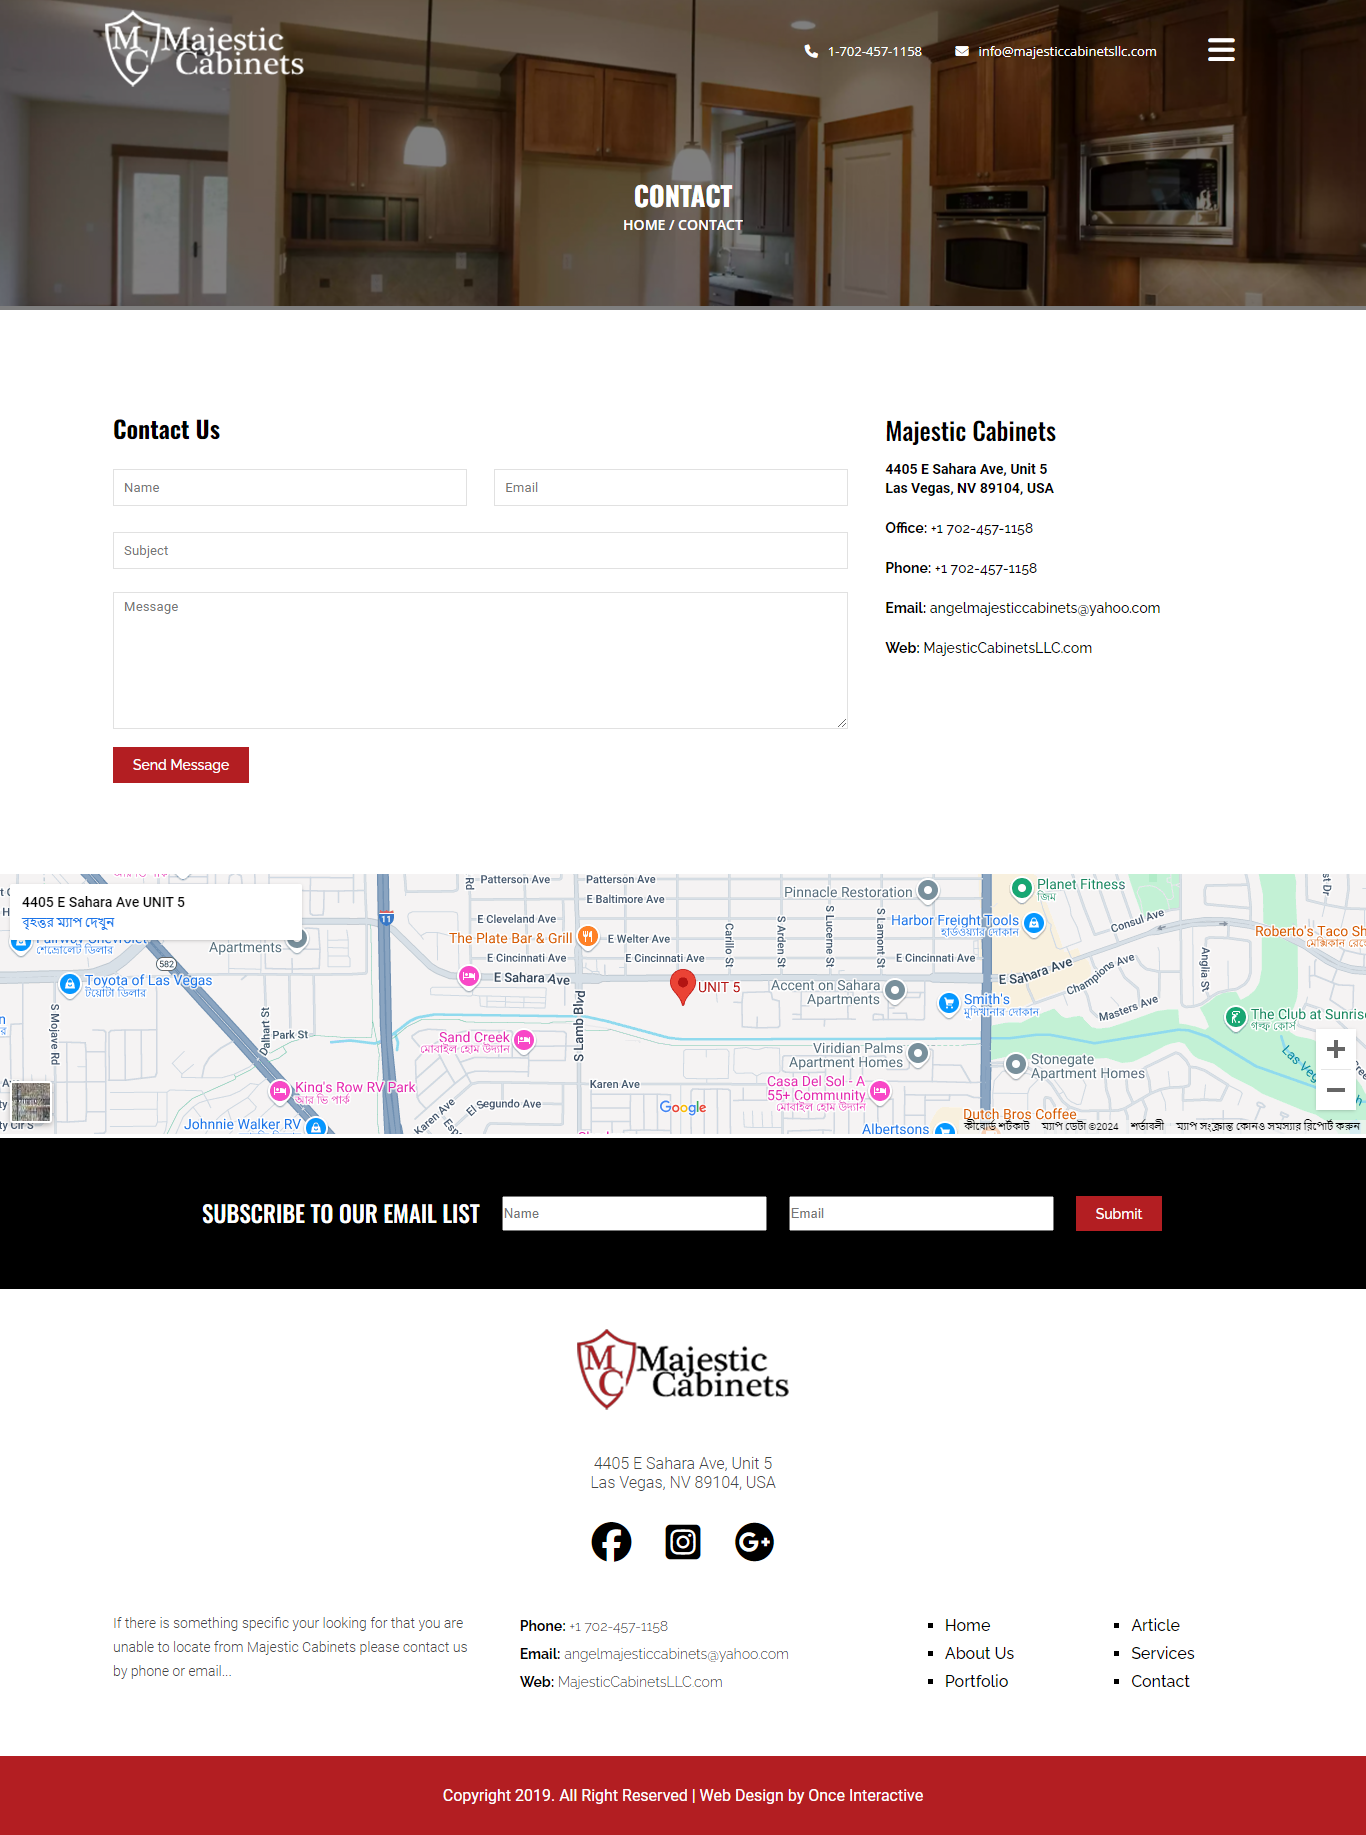 MC Majestic
Cabinets
1-702-457-1158
info@majesticcabinetsllc.com
CONTACT
HOME / CONTACT
Contact Us
Name
Email
Subject
Message
Send Message
Majestic Cabinets
4405 E Sahara Ave, Unit 5
Las Vegas, NV 89104, USA
Office: +1 702-457-1158
Phone: +1 702-457-1158
Email: angelmajesticcabinets@yahoo.com
Web: MajesticCabinetsLLC.com
4405 E Sahara Ave UNIT 5
বৃহত্তর ম্যাপ দেখুন
শেভ্রোলেট ডিলার
Apartments
582
Toyota of Las Vegas
টয়োটা ডিলার
S Mojave Rd
Dalhart St
Park St
King's Row RV Park
আর ভি পার্ক
Johnnie Walker RV
11
Rd
Patterson Ave
Patterson Ave
E Baltimore Ave
E Cleveland Ave
The Plate Bar & Grill
E Welter Ave
E Cincinnati Ave
E Cincinnati Ave
E Cincinnati Ave
E Sahara Ave
S Lamb Blvd
Sand Creek
মোবাইল হোম উদ্যান
Karen Ave
Karen Ave
El Segundo Ave
Google
Carillo St
S Arden St
S Lucerne St
S Lamont St
UNIT 5
Pinnacle Restoration
Harbor Freight Tools
হার্ডওয়্যার দোকান
Planet Fitness
জিম
Consul Ave
E Sahara Ave
Champions Ave
Masters Ave
Anglia St
st Dr
Roberto's Taco Sh
Accent on Sahara
Apartments
Smith's
মুদিখানার দোকান
The Club at Sunrise
গল্ফ কোর্স
Viridian Palms
Apartment Homes
Stonegate
Apartment Homes
Casa Del Sol - A
55+ Community
মোবাইল হোম উদ্যান
Dutch Bros Coffee
Albertsons
কীবোর্ড শর্টকাট ম্যাপ ডেটা ©2024 শর্তাবলী ম্যাপ সংক্রান্ত কোনও সমস্যার রিপোর্ট করুন
SUBSCRIBE TO OUR EMAIL LIST
Name
Email
Submit
MC Majestic
Cabinets
4405 E Sahara Ave, Unit 5
Las Vegas, NV 89104, USA
If there is something specific your looking for that you are
unable to locate from Majestic Cabinets please contact us
by phone or email...
Phone: +1 702-457-1158
Email: angelmajesticcabinets@yahoo.com
Web: MajesticCabinetsLLC.com
Home
About Us
Portfolio
Article
Services
Contact
Copyright 2019. All Right Reserved | Web Design by Once Interactive